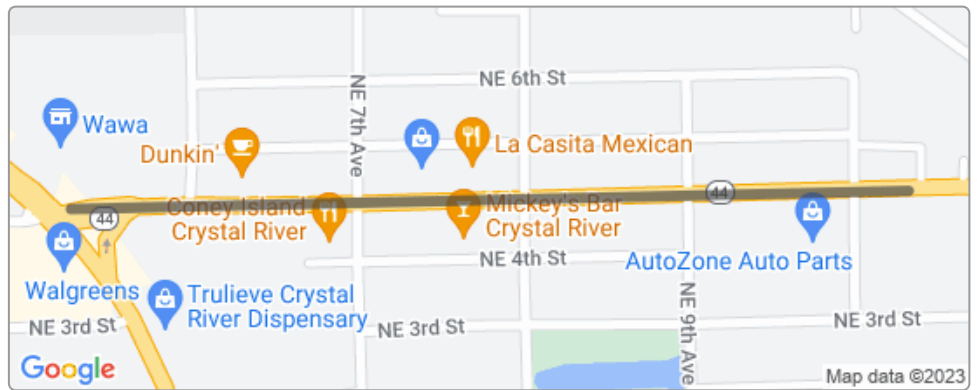 NE 6th St
NE 7th Ave
Wawa
Dunkin'
La Casita Mexican
44
44
Coney Island
Crystal River
Mickey's Bar
Crystal River
NE 4th St
AutoZone Auto Parts
Walgreens
Trulieve Crystal
River Dispensary
NE 9th Ave
NE 3rd St
NE 3rd St
NE 3rd St
Google
Map data ©2023